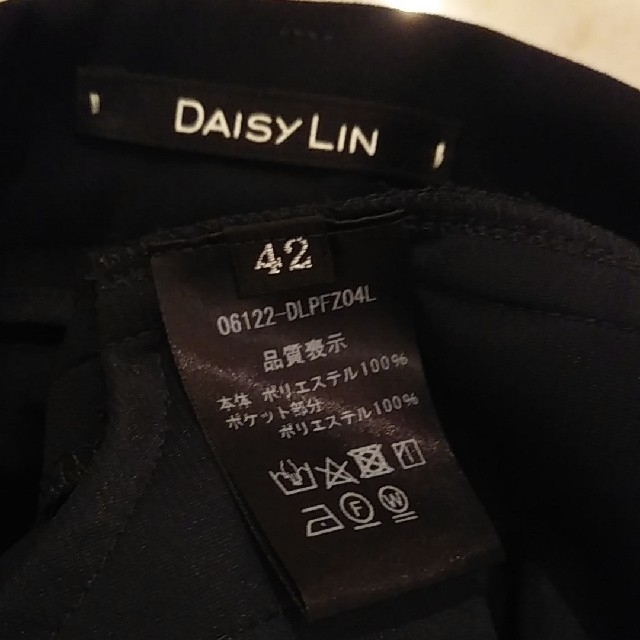 DAISY LIN
42
06122-DLPFZ04L
品質表示
本体 ポリエステル100%
ポケット部分
ポリエステル100%
F W